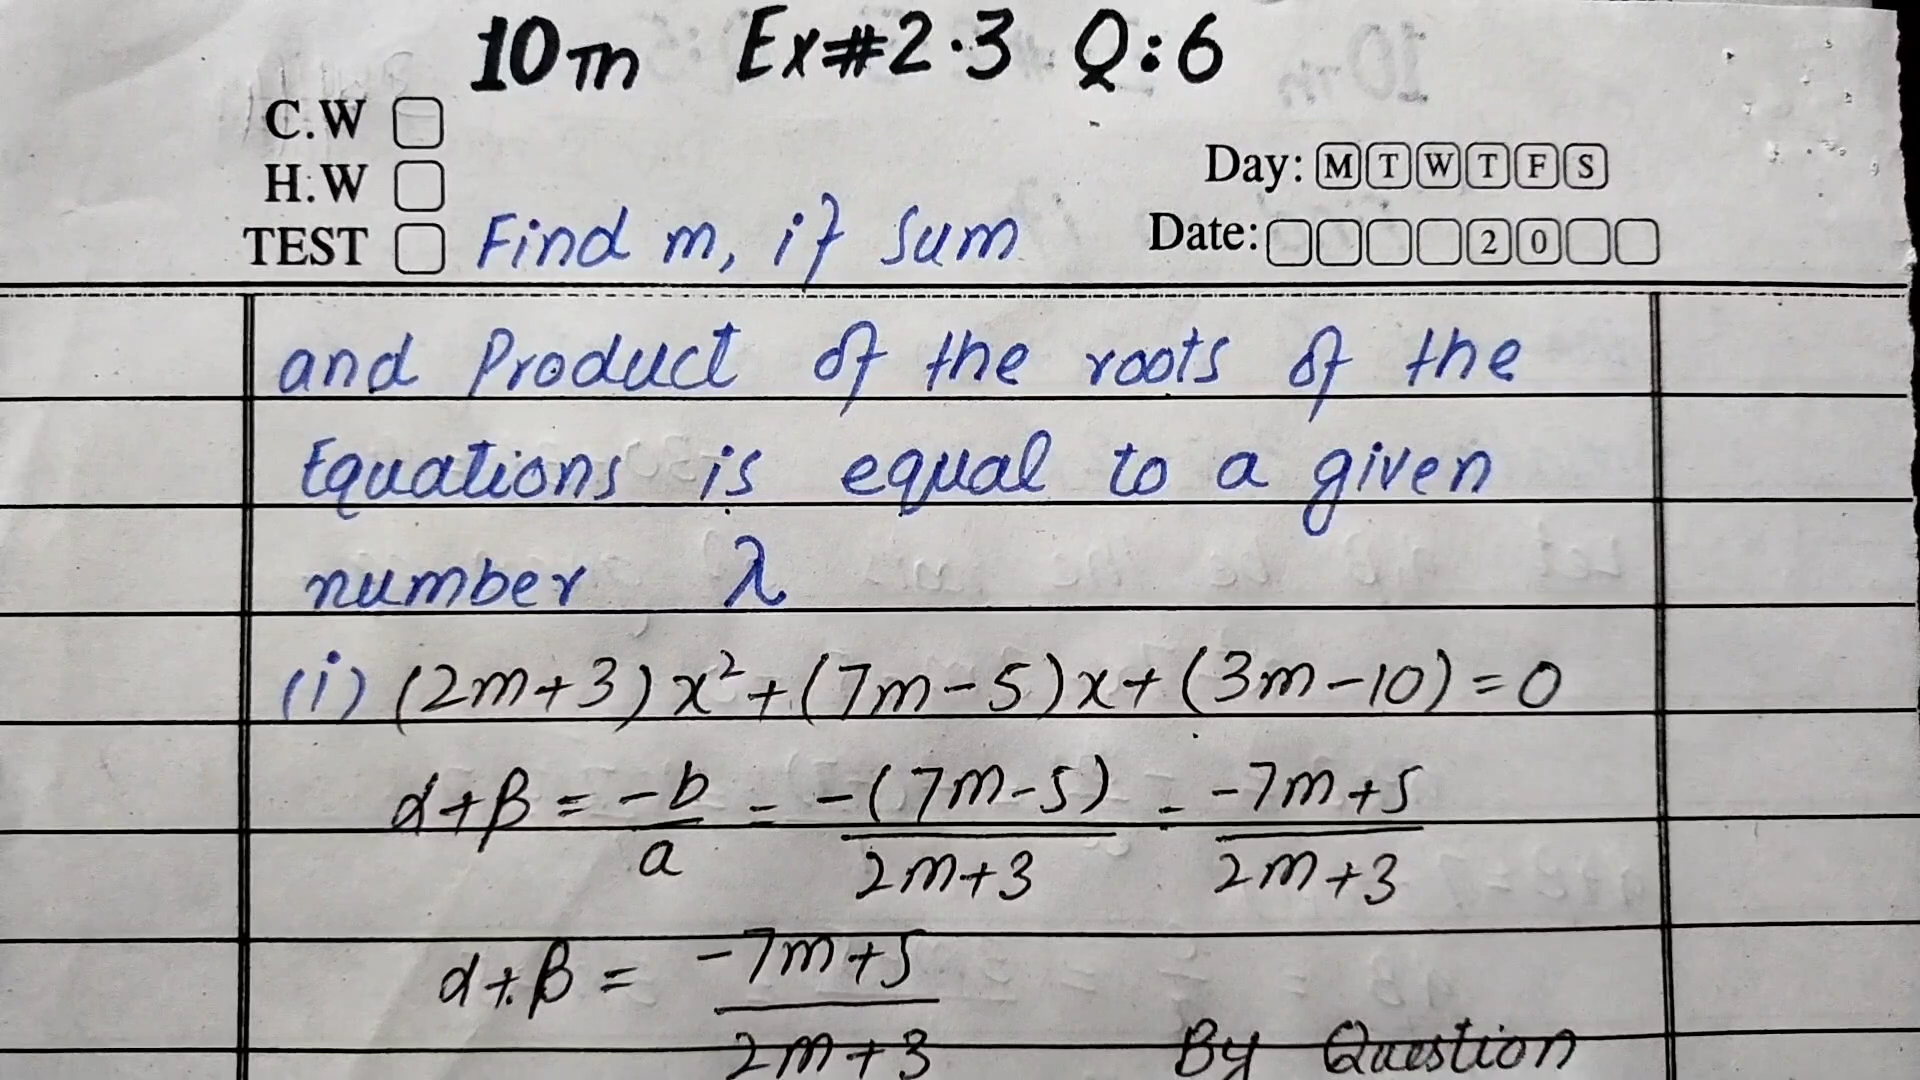 10TH Ex#2.3 Q:6
C.W
H.W
Day: M T W T F S
TEST Find m, if sum
Date: 2 0
and Product of the roots of the
Equations is equal to a given
number λ
(i) (2m+3)x²+(7m-5)x+(3m-10)=0
α+β = -b/a = -(7m-5)/2m+3 = -7m+5/2m+3
α+β = -7m+5/2m+3
By Question